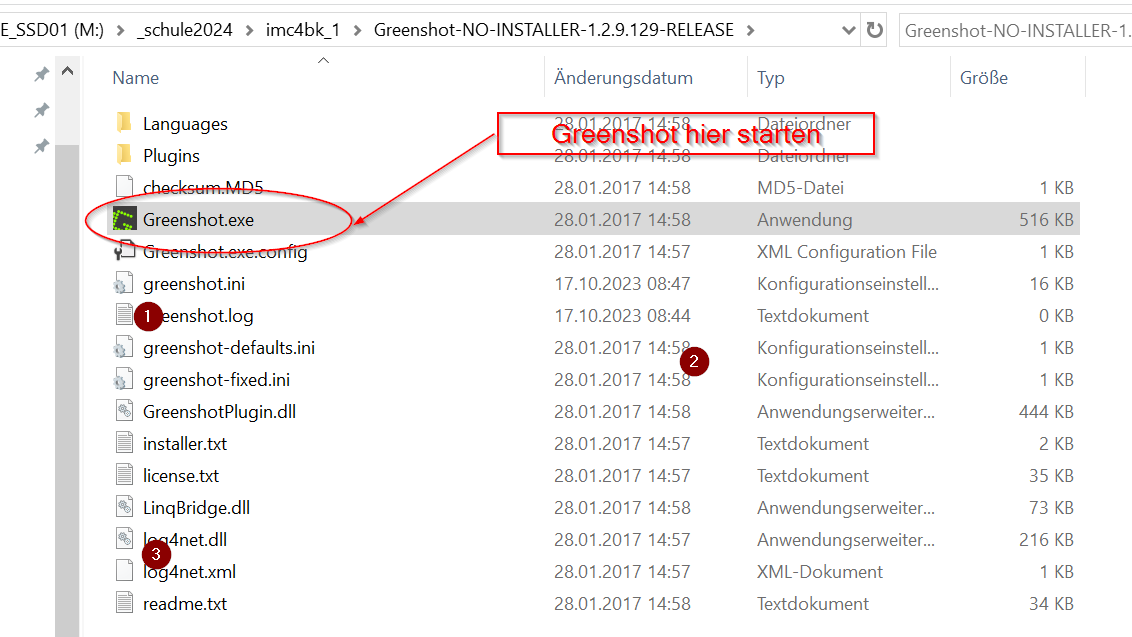 E_SSD01 (M:) > _schule2024 > imc4bk_1 > Greenshot-NO-INSTALLER-1.2.9.129-RELEASE > Greenshot-NO-INSTALLER-1.
Name Änderungsdatum Typ Größe
Languages 28.01.2017 14:58 Dateiordner
Greenshot hier starten
Plugins 28.01.2017 14:58 Dateiordner
checksum.MD5 28.01.2017 14:58 MD5-Datei 1 KB
Greenshot.exe 28.01.2017 14:58 Anwendung 516 KB
Greenshot.exe.config 28.01.2017 14:57 XML Configuration File 1 KB
greenshot.ini 17.10.2023 08:47 Konfigurationseinstell... 16 KB
1 greenshot.log 17.10.2023 08:44 Textdokument 0 KB
greenshot-defaults.ini 28.01.2017 14:58 Konfigurationseinstell... 1 KB
2
greenshot-fixed.ini 28.01.2017 14:58 Konfigurationseinstell... 1 KB
GreenshotPlugin.dll 28.01.2017 14:58 Anwendungserweiter... 444 KB
installer.txt 28.01.2017 14:57 Textdokument 2 KB
license.txt 28.01.2017 14:57 Textdokument 35 KB
LinqBridge.dll 28.01.2017 14:58 Anwendungserweiter... 73 KB
log4net.dll 28.01.2017 14:57 Anwendungserweiter... 216 KB
3
log4net.xml 28.01.2017 14:57 XML-Dokument 1 KB
readme.txt 28.01.2017 14:58 Textdokument 34 KB